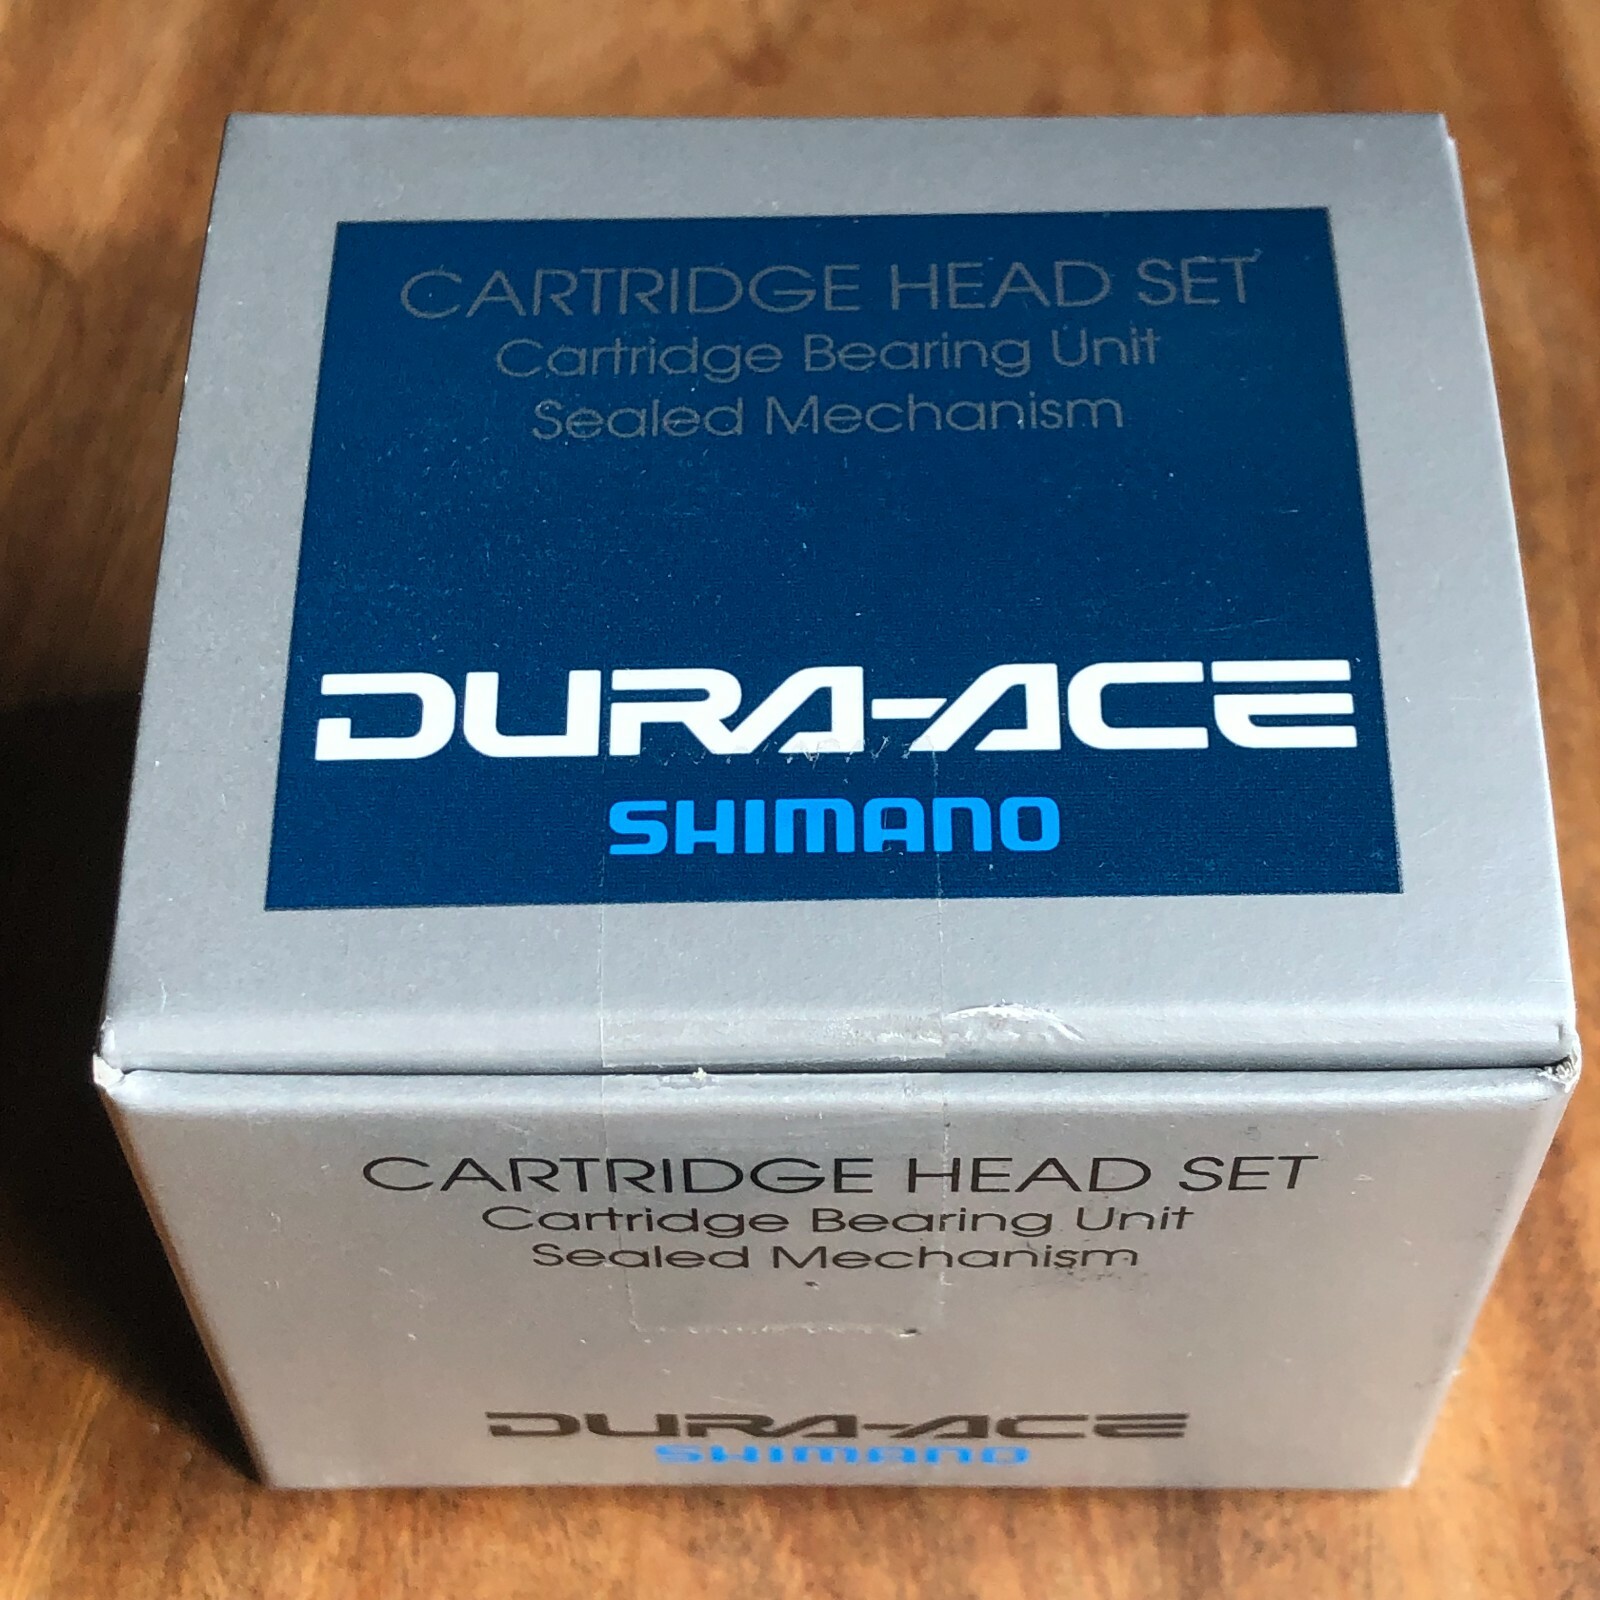 CARTRIDGE HEAD SET
Cartridge Bearing Unit
Sealed Mechanism
DURA-ACE
SHIMANO
CARTRIDGE HEAD SET
Cartridge Bearing Unit
Sealed Mechanism
DURA-ACE
SHIMANO